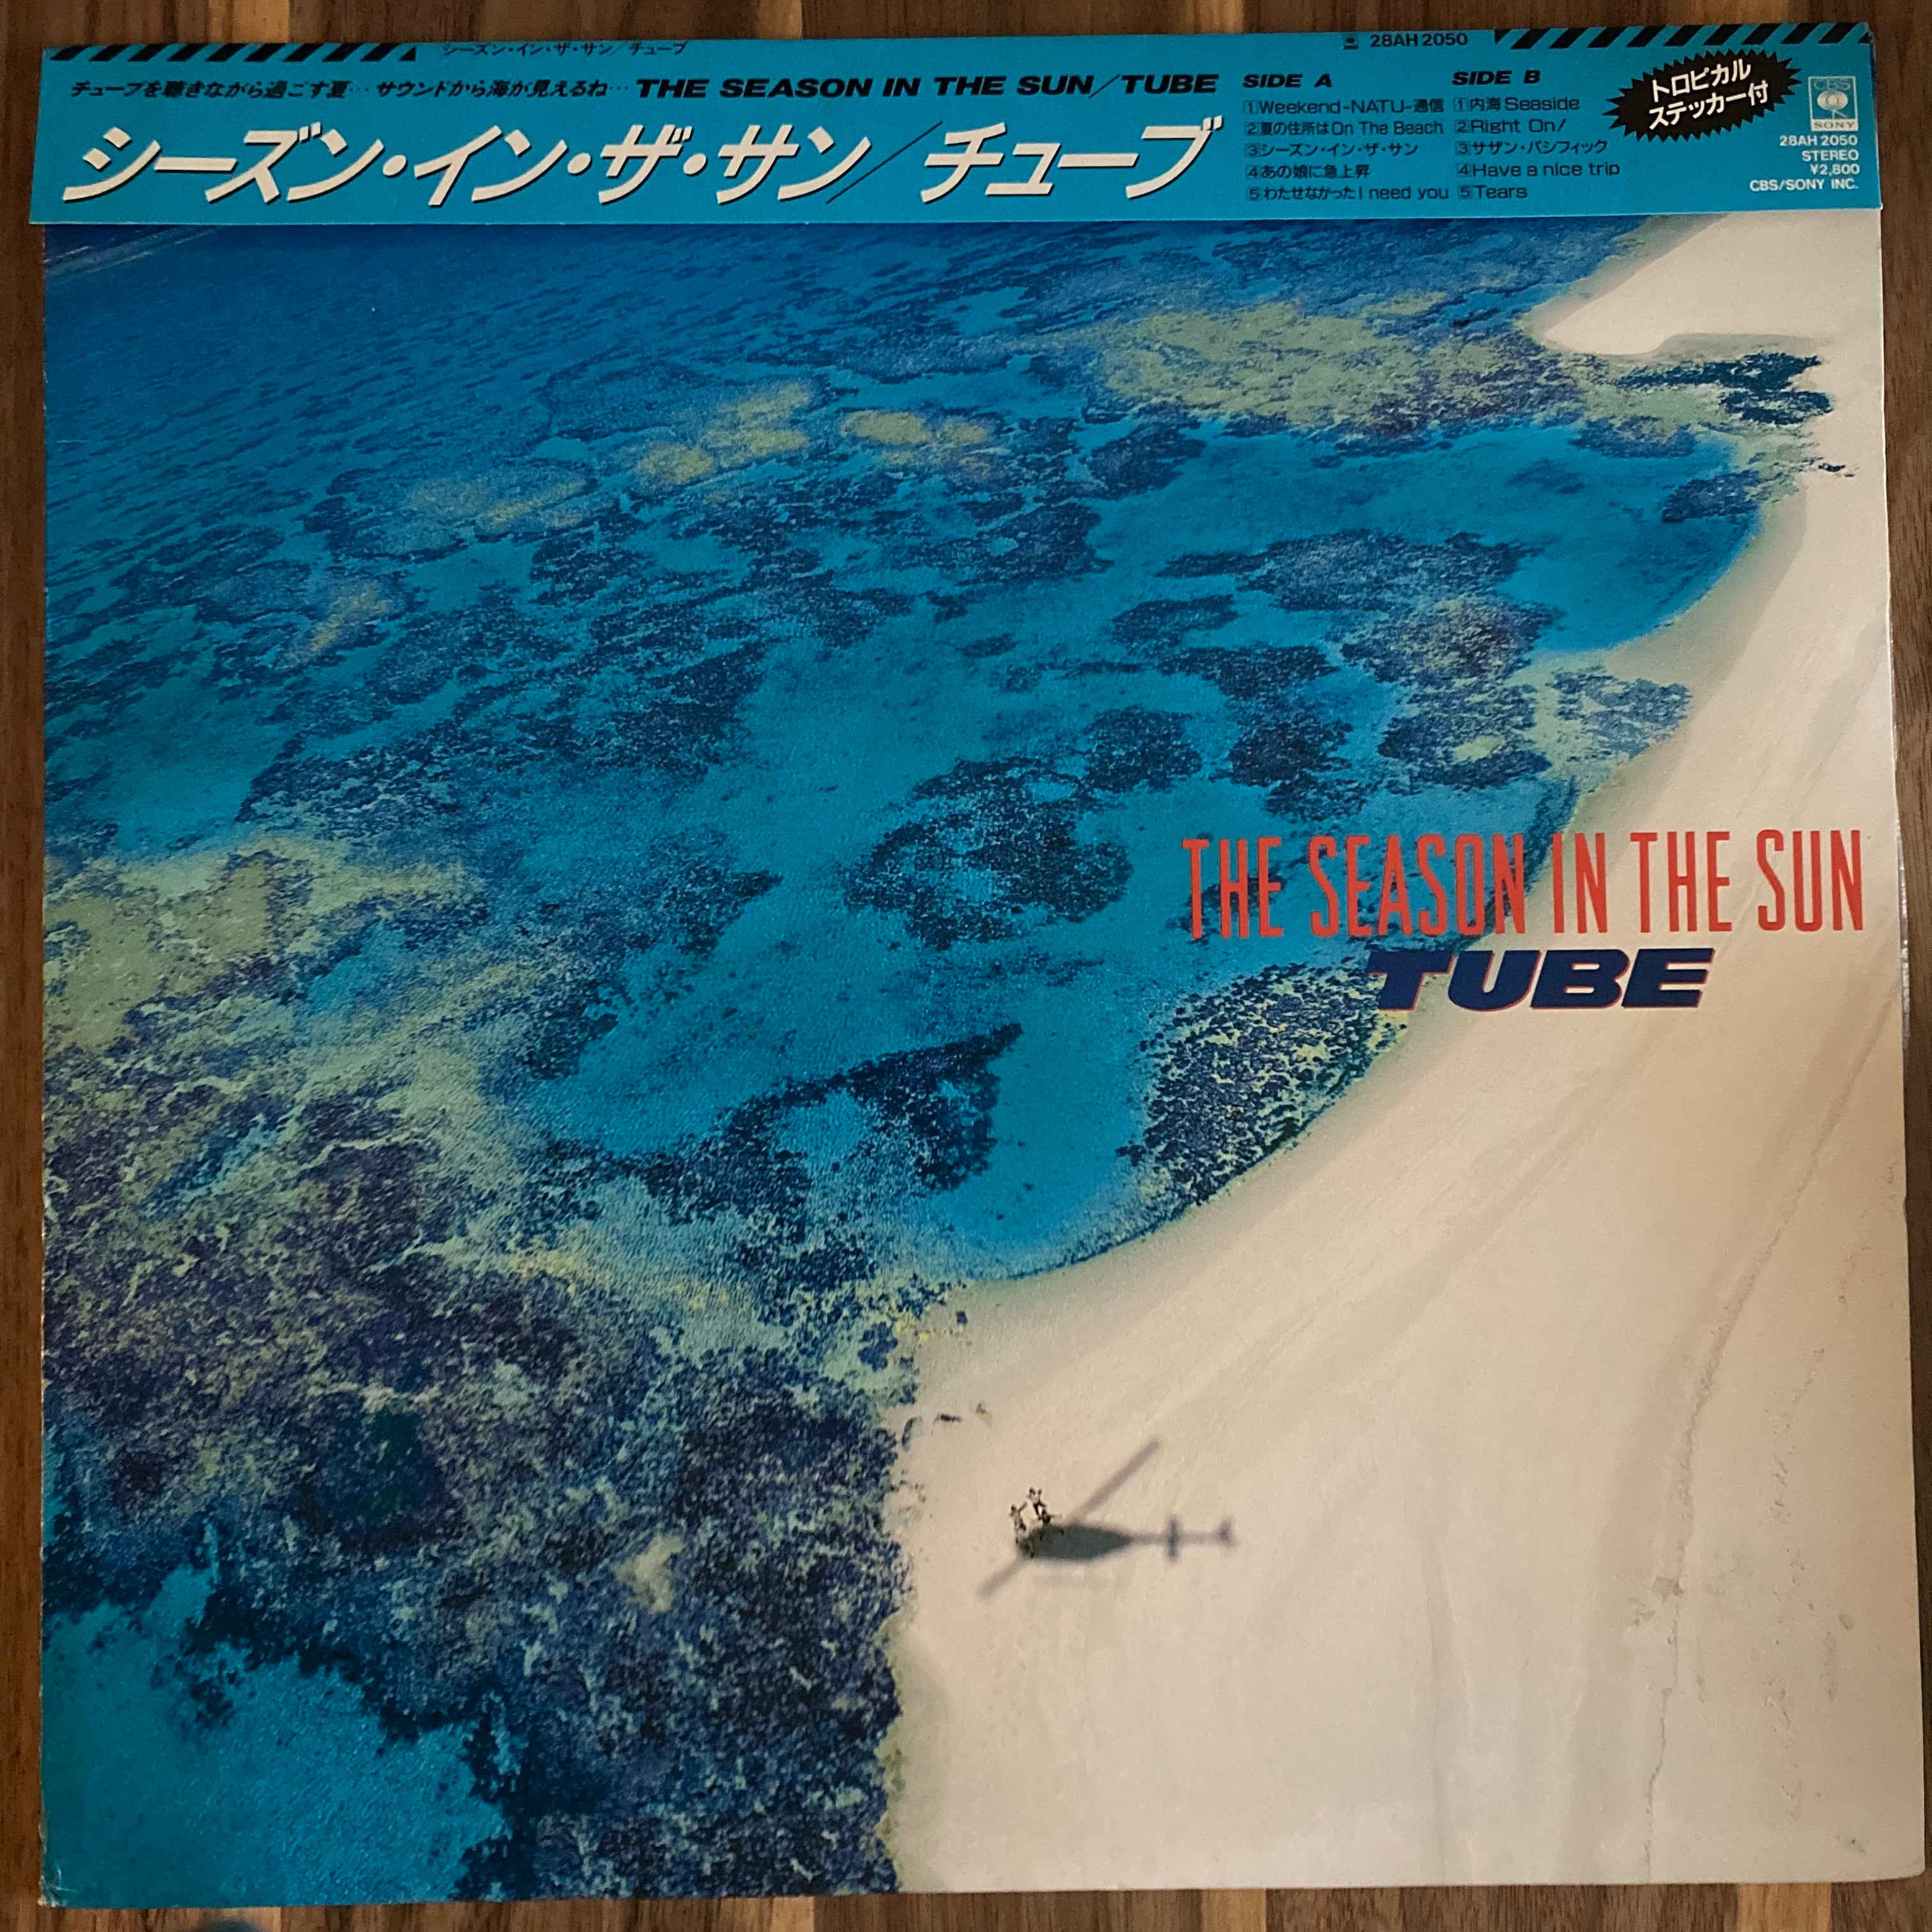 シーズン・イン・ザ・サン／チューブ
28AH 2050
チューブを聴きながら過ごす夏… サウンドから海が見えるね…
THE SEASON IN THE SUN／TUBE
シーズン・イン・ザ・サン／チューブ
SIDE A
1 Weekend-NATU-通信
2 夏の住所はOn The Beach
3 シーズン・イン・ザ・サン
4 あの娘に急上昇
5 わたせなかったI need you
SIDE B
1 内海 Seaside
2 Right On!
3 サザン・パシフィック
4 Have a nice trip
5 Tears
トロピカル
ステッカー付
CBS
SONY
28AH 2050
STEREO
¥2,800
CBS/SONY INC.
THE SEASON IN THE SUN
TUBE